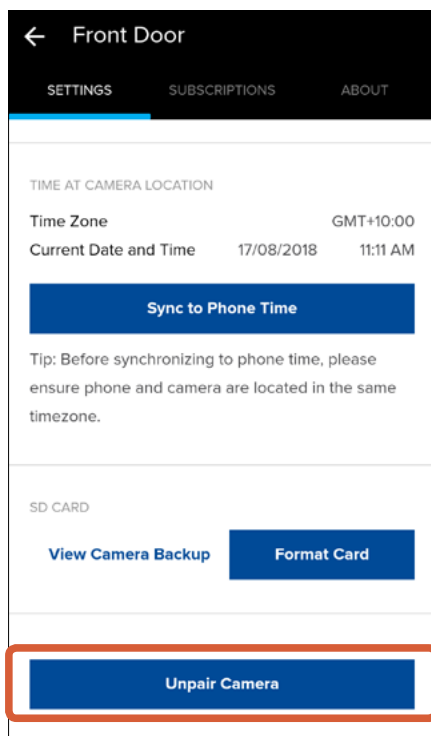 Front Door
SETTINGS SUBSCRIPTIONS ABOUT
TIME AT CAMERA LOCATION
Time Zone GMT+10:00
Current Date and Time 17/08/2018 11:11 AM
Sync to Phone Time
Tip: Before synchronizing to phone time, please
ensure phone and camera are located in the same
timezone.
SD CARD
View Camera Backup Format Card
Unpair Camera